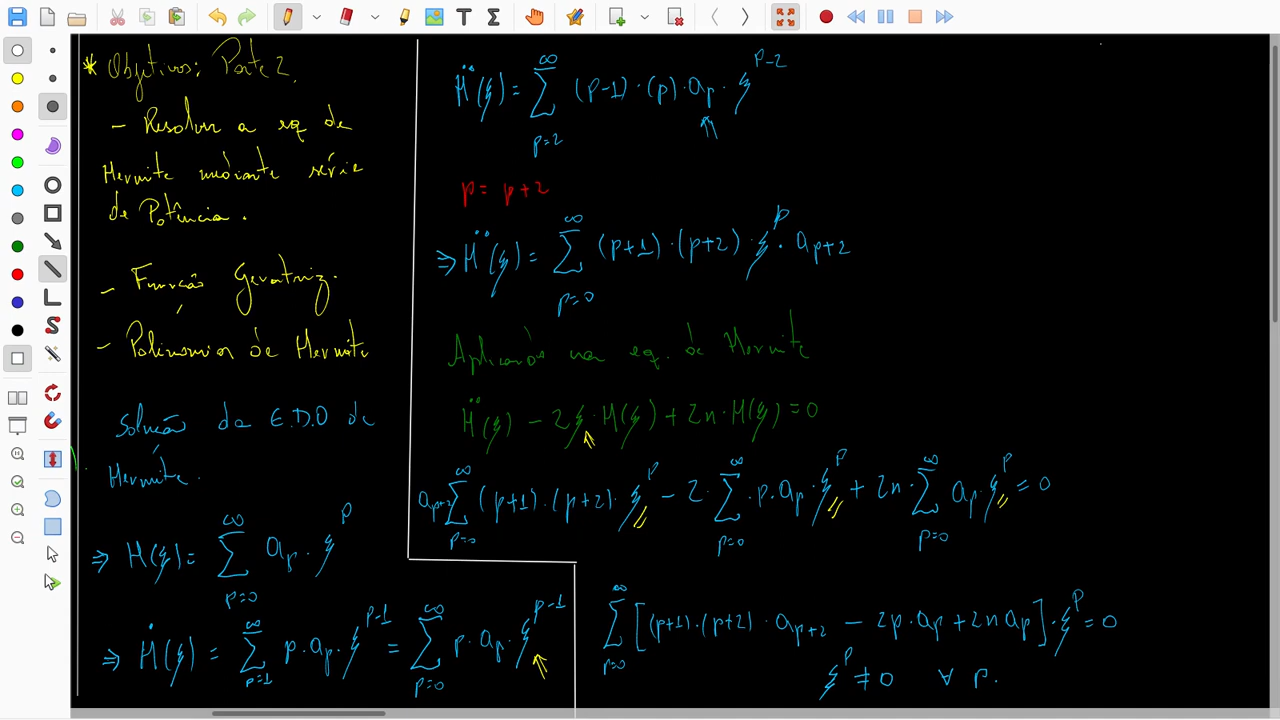 * Objetivos: Parte 2.
- Resolver a eq de
Hermite mediante série
de Potência.
- Função Geratriz.
- Polinômios de Hermite
Solução da E.D.O de
Hermite.
⇒ H(ξ) = ∑_{p=0}^{∞} a_p · ξ^p
⇒ Ḣ(ξ) = ∑_{p=1}^{∞} p · a_p · ξ^{p-1} = ∑_{p=0}^{∞} p · a_p · ξ^{p-1}
Ḧ(ξ) = ∑_{p=2}^{∞} (p-1) · (p) · a_p · ξ^{p-2}
p = p+2
⇒ Ḧ(ξ) = ∑_{p=0}^{∞} (p+1) · (p+2) · ξ^p · a_{p+2}
Aplicando na eq. de Hermite
Ḧ(ξ) - 2ξ · H(ξ) + 2n · H(ξ) = 0
a_{p+2} ∑_{p=0}^{∞} (p+1) · (p+2) · ξ^p - 2 · ∑_{p=0}^{∞} · p · a_p · ξ^p + 2n · ∑_{p=0}^{∞} a_p · ξ^p = 0
∑_{p=0}^{∞} [(p+1) · (p+2) · a_{p+2} - 2p · a_p + 2n a_p] · ξ^p = 0
ξ^p ≠ 0 ∀ p.